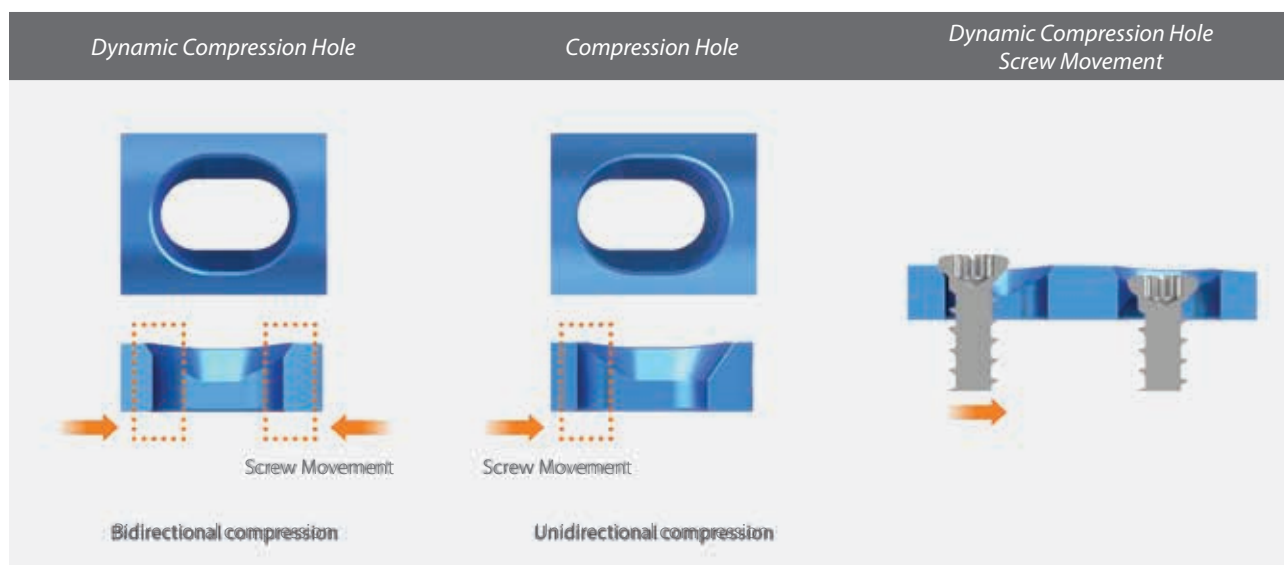 Dynamic Compression Hole
Compression Hole
Dynamic Compression Hole
Screw Movement
Screw Movement
Screw Movement
Bidirectional compression
Unidirectional compression